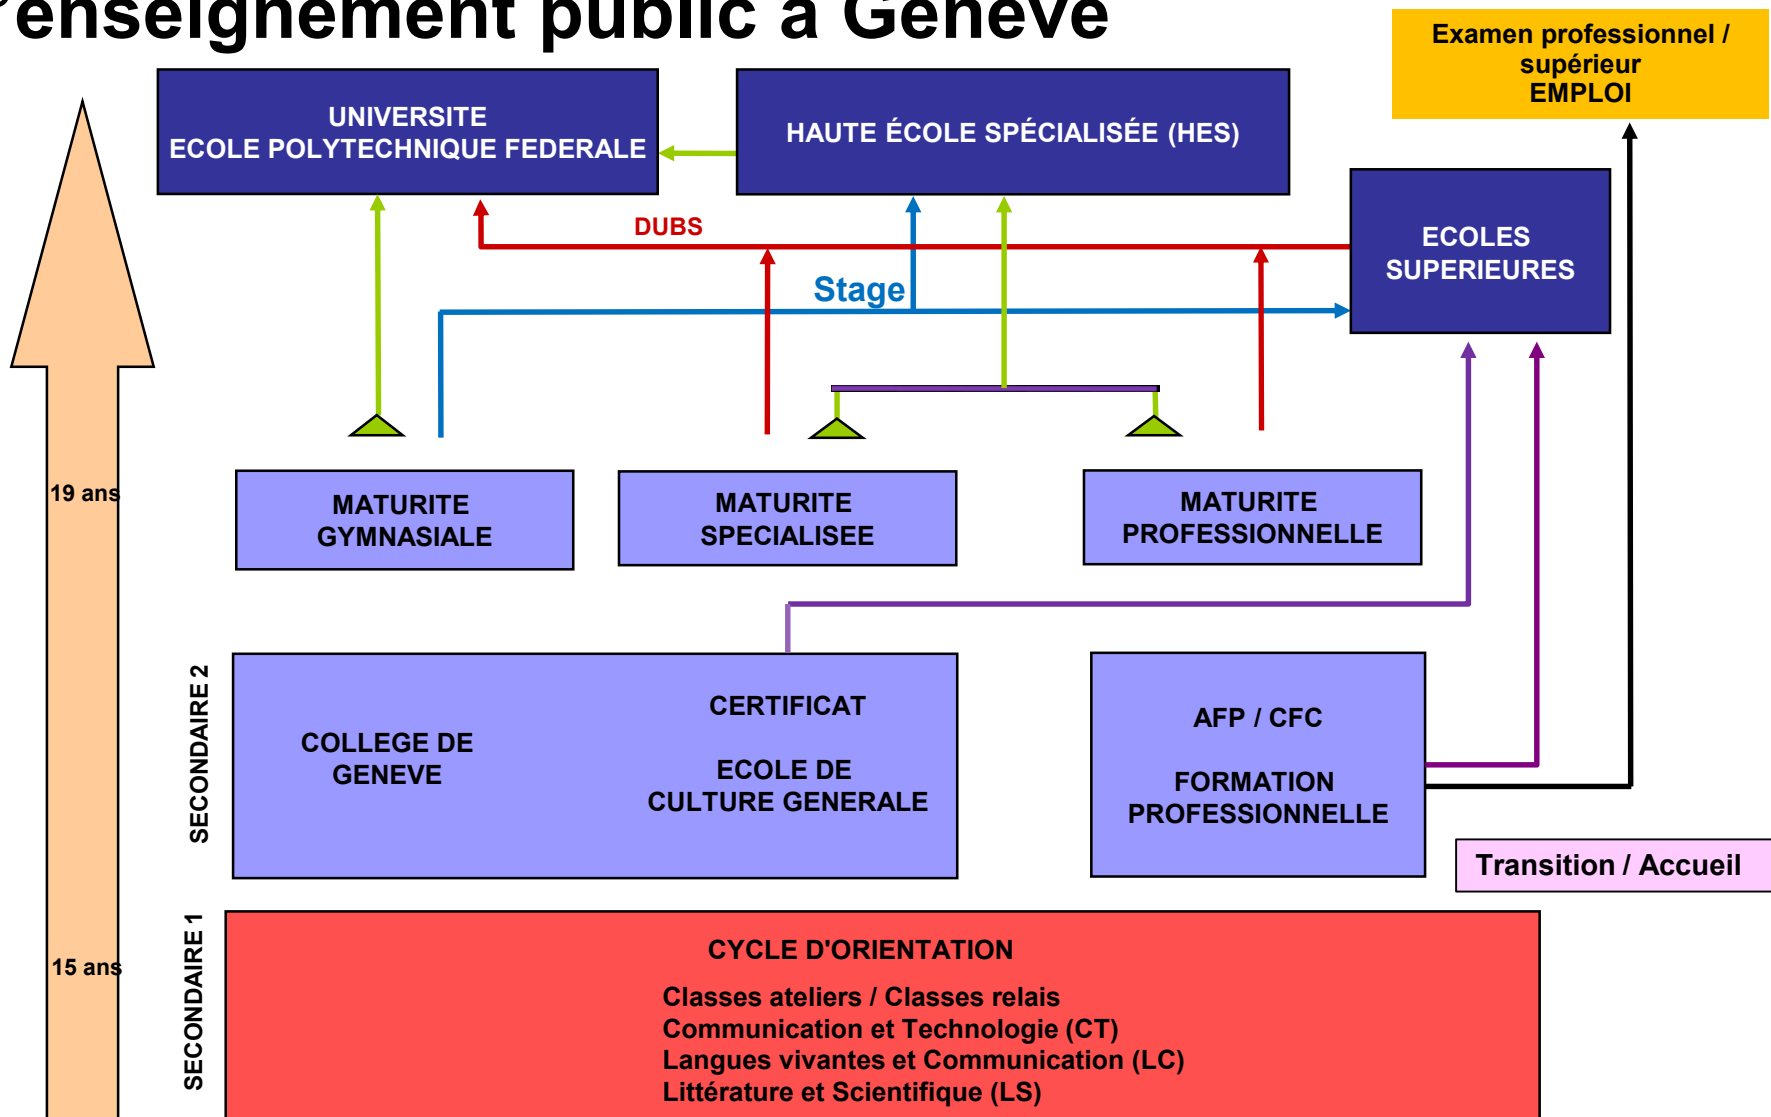 'enseignement public à Genève
Examen professionnel /
supérieur
EMPLOI
UNIVERSITE
ECOLE POLYTECHNIQUE FEDERALE
HAUTE ÉCOLE SPÉCIALISÉE (HES)
DUBS
ECOLES
SUPERIEURES
Stage
19 ans
MATURITE
GYMNASIALE
MATURITE
SPECIALISEE
MATURITE
PROFESSIONNELLE
SECONDAIRE 2
COLLEGE DE
GENEVE
CERTIFICAT
ECOLE DE
CULTURE GENERALE
AFP / CFC
FORMATION
PROFESSIONNELLE
Transition / Accueil
SECONDAIRE 1
15 ans
CYCLE D'ORIENTATION
Classes ateliers / Classes relais
Communication et Technologie (CT)
Langues vivantes et Communication (LC)
Littérature et Scientifique (LS)